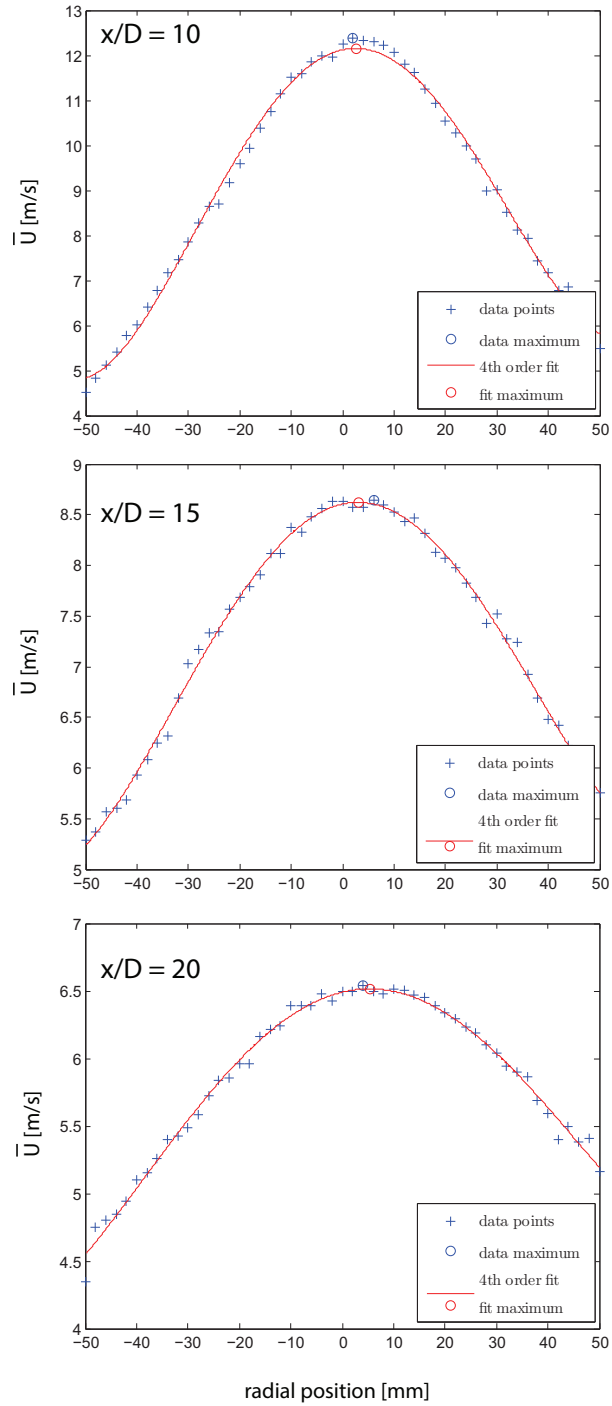 x/D = 10
13
12
11
10
9
8
7
6
5
4
U̅ [m/s]
data points
data maximum
4th order fit
fit maximum
−50 −40 −30 −20 −10 0 10 20 30 40 50
x/D = 15
9
8.5
8
7.5
7
6.5
6
5.5
5
U̅ [m/s]
data points
data maximum
4th order fit
fit maximum
−50 −40 −30 −20 −10 0 10 20 30 40 50
x/D = 20
7
6.5
6
5.5
5
4.5
4
U̅ [m/s]
data points
data maximum
4th order fit
fit maximum
−50 −40 −30 −20 −10 0 10 20 30 40 50
radial position [mm]